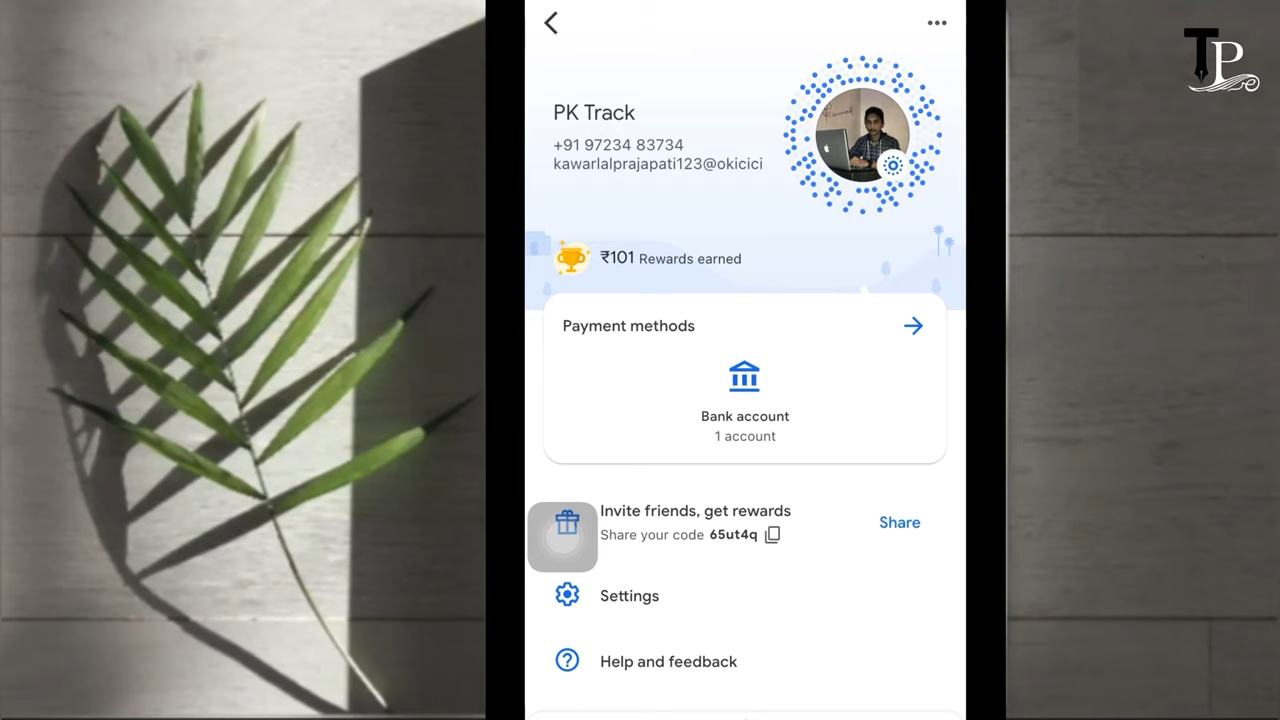 TP
PK Track
+91 97234 83734
kawarlalprajapati123@okicici
₹101 Rewards earned
Payment methods
Bank account
1 account
Invite friends, get rewards
Share your code 65ut4q
Share
Settings
Help and feedback